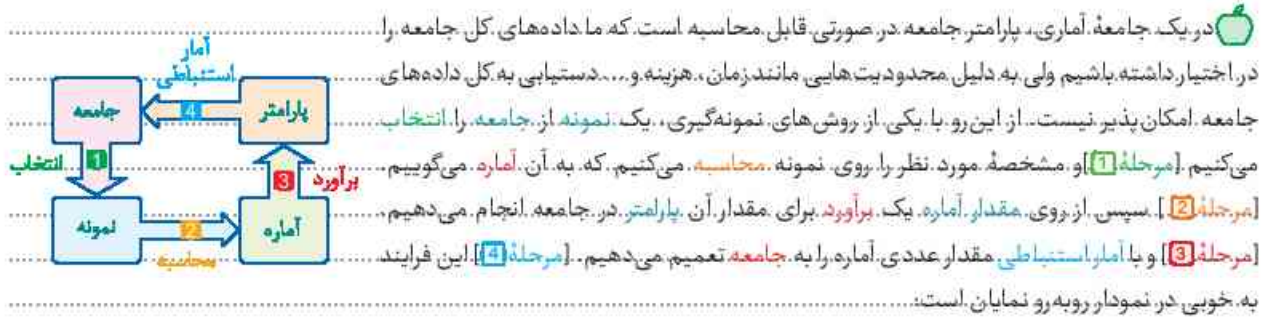 در یک جامعهٔ آماری، پارامتر جامعه در صورتی قابل محاسبه است که ما داده‌های کل جامعه را
در اختیار داشته باشیم ولی به دلیل محدودیت‌هایی مانند زمان، هزینه و... دستیابی به کل داده‌های
جامعه امکان‌پذیر نیست. از این رو با یکی از روش‌های نمونه‌گیری، یک نمونه از جامعه را انتخاب
می‌کنیم [مرحلهٔ 1] و مشخصهٔ مورد نظر را روی نمونه محاسبه می‌کنیم که به آن آماره می‌گوییم
[مرحلهٔ 2]. سپس از روی مقدار آماره یک برآورد برای مقدار آن پارامتر در جامعه انجام می‌دهیم.
[مرحلهٔ 3] و با آمار استنباطی مقدار عددی آماره را به جامعه تعمیم می‌دهیم. [مرحلهٔ 4] این فرایند
به خوبی در نمودار روبه‌رو نمایان است:
آمار
استنباطی
پارامتر
4
جامعه
1
انتخاب
برآورد
3
نمونه
2
محاسبه
آماره